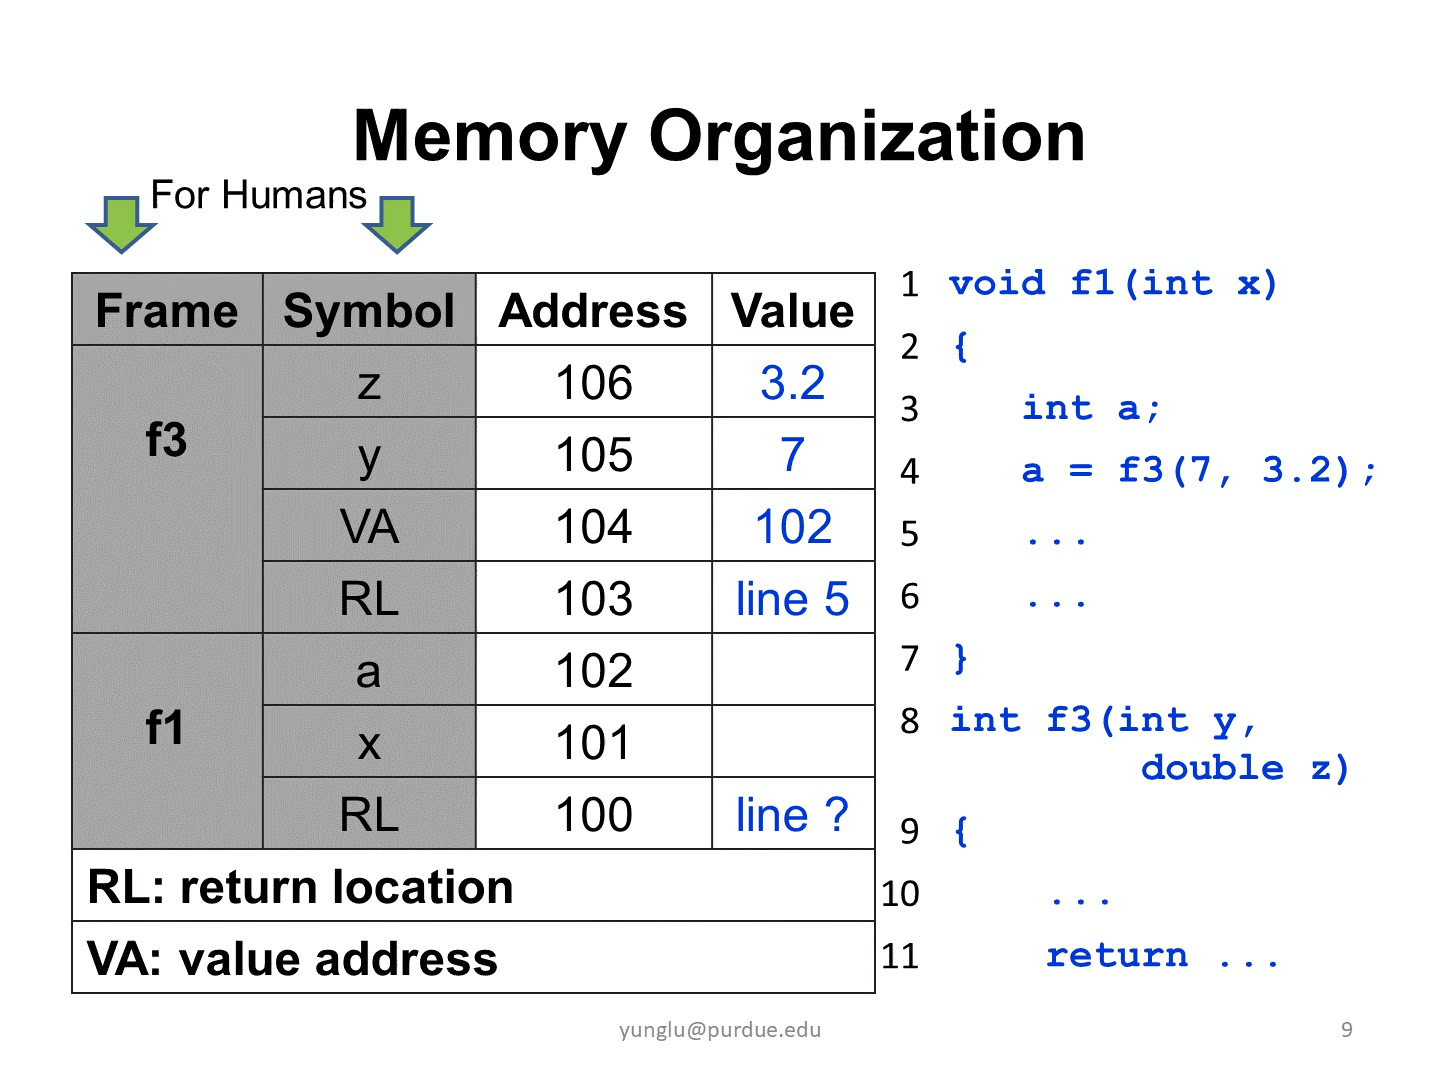 Memory Organization
For Humans
Frame Symbol Address Value
f3 z 106 3.2
y 105 7
VA 104 102
RL 103 line 5
f1 a 102
x 101
RL 100 line ?
RL: return location
VA: value address
1 void f1(int x)
2 {
3 int a;
4 a = f3(7, 3.2);
5 ...
6 ...
7 }
8 int f3(int y,
double z)
9 {
10 ...
11 return ...
yunglu@purdue.edu
9